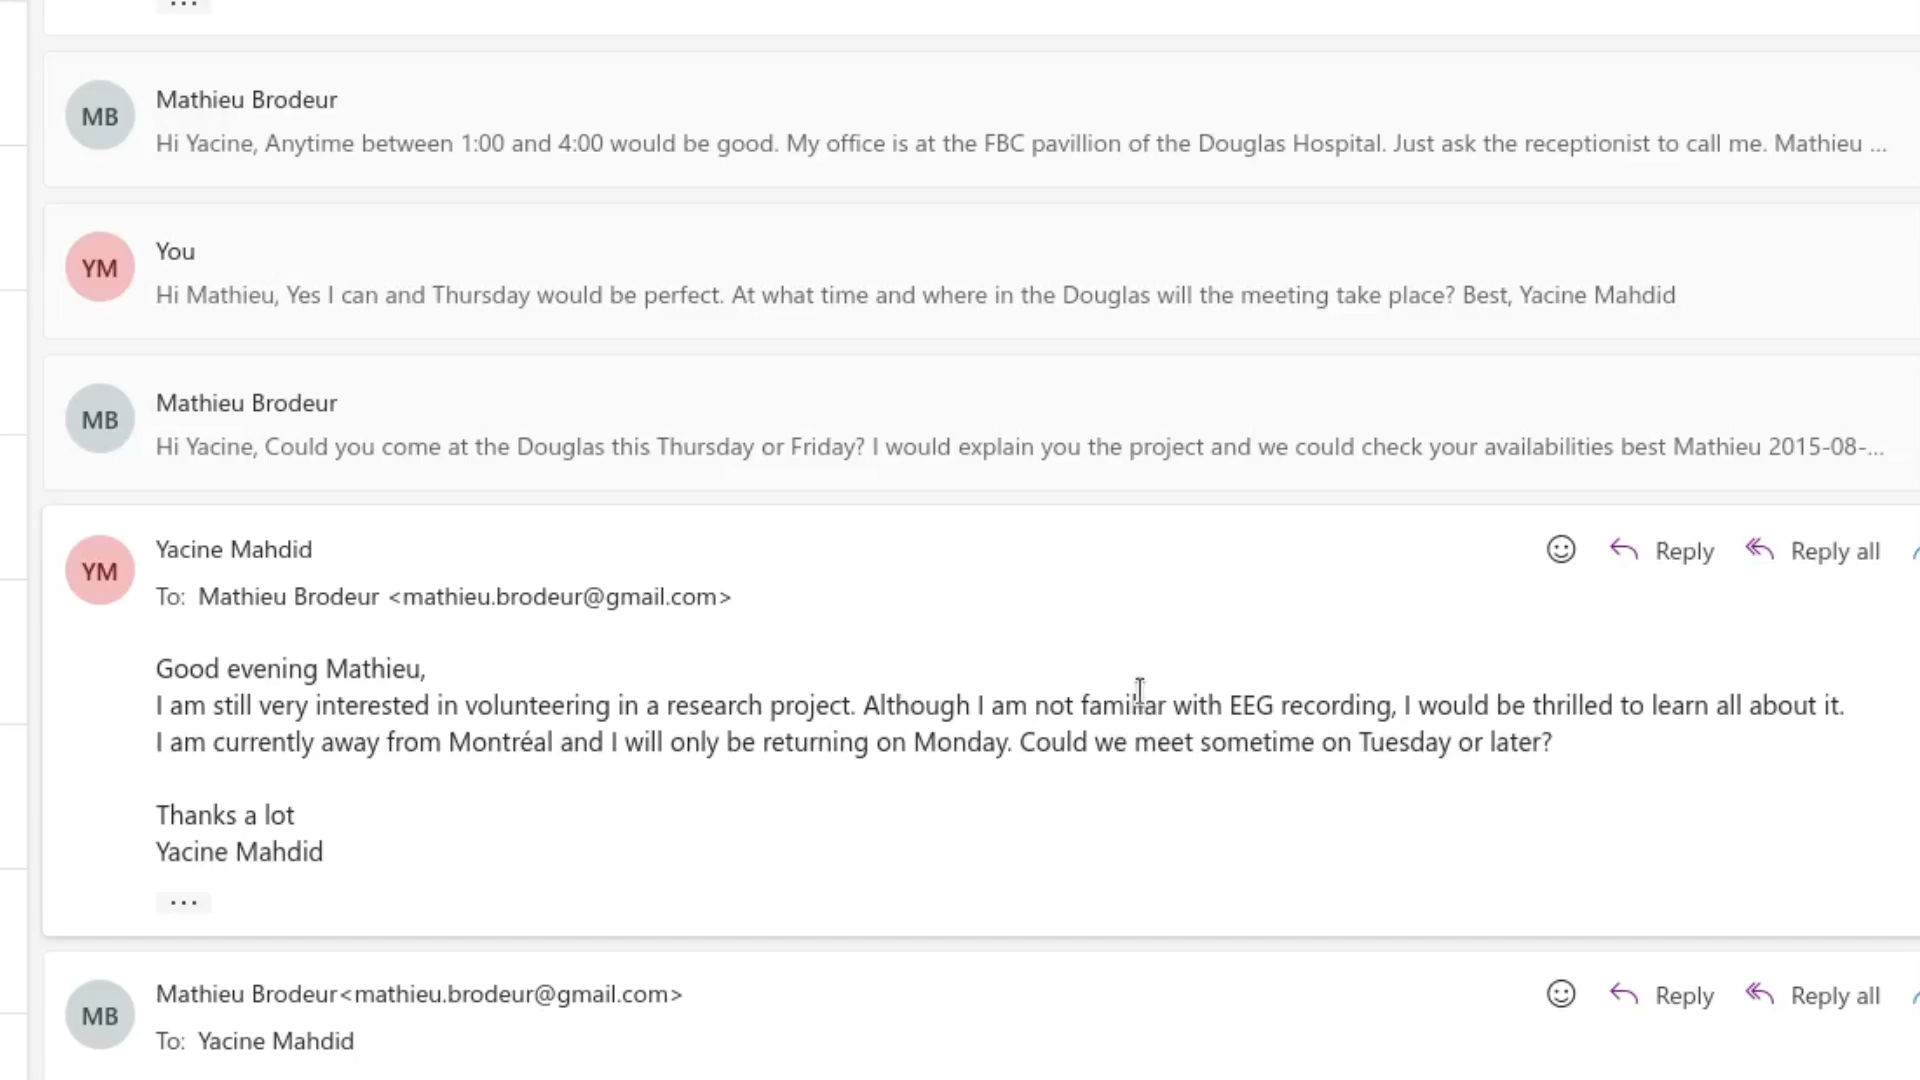 ...
MB
Mathieu Brodeur
Hi Yacine, Anytime between 1:00 and 4:00 would be good. My office is at the FBC pavillion of the Douglas Hospital. Just ask the receptionist to call me. Mathieu ...
YM
You
Hi Mathieu, Yes I can and Thursday would be perfect. At what time and where in the Douglas will the meeting take place? Best, Yacine Mahdid
MB
Mathieu Brodeur
Hi Yacine, Could you come at the Douglas this Thursday or Friday? I would explain you the project and we could check your availabilities best Mathieu 2015-08-...
YM
Yacine Mahdid
Reply
Reply all
To: Mathieu Brodeur <mathieu.brodeur@gmail.com>
Good evening Mathieu,
I am still very interested in volunteering in a research project. Although I am not familiar with EEG recording, I would be thrilled to learn all about it.
I am currently away from Montréal and I will only be returning on Monday. Could we meet sometime on Tuesday or later?
Thanks a lot
Yacine Mahdid
...
MB
Mathieu Brodeur<mathieu.brodeur@gmail.com>
Reply
Reply all
To: Yacine Mahdid